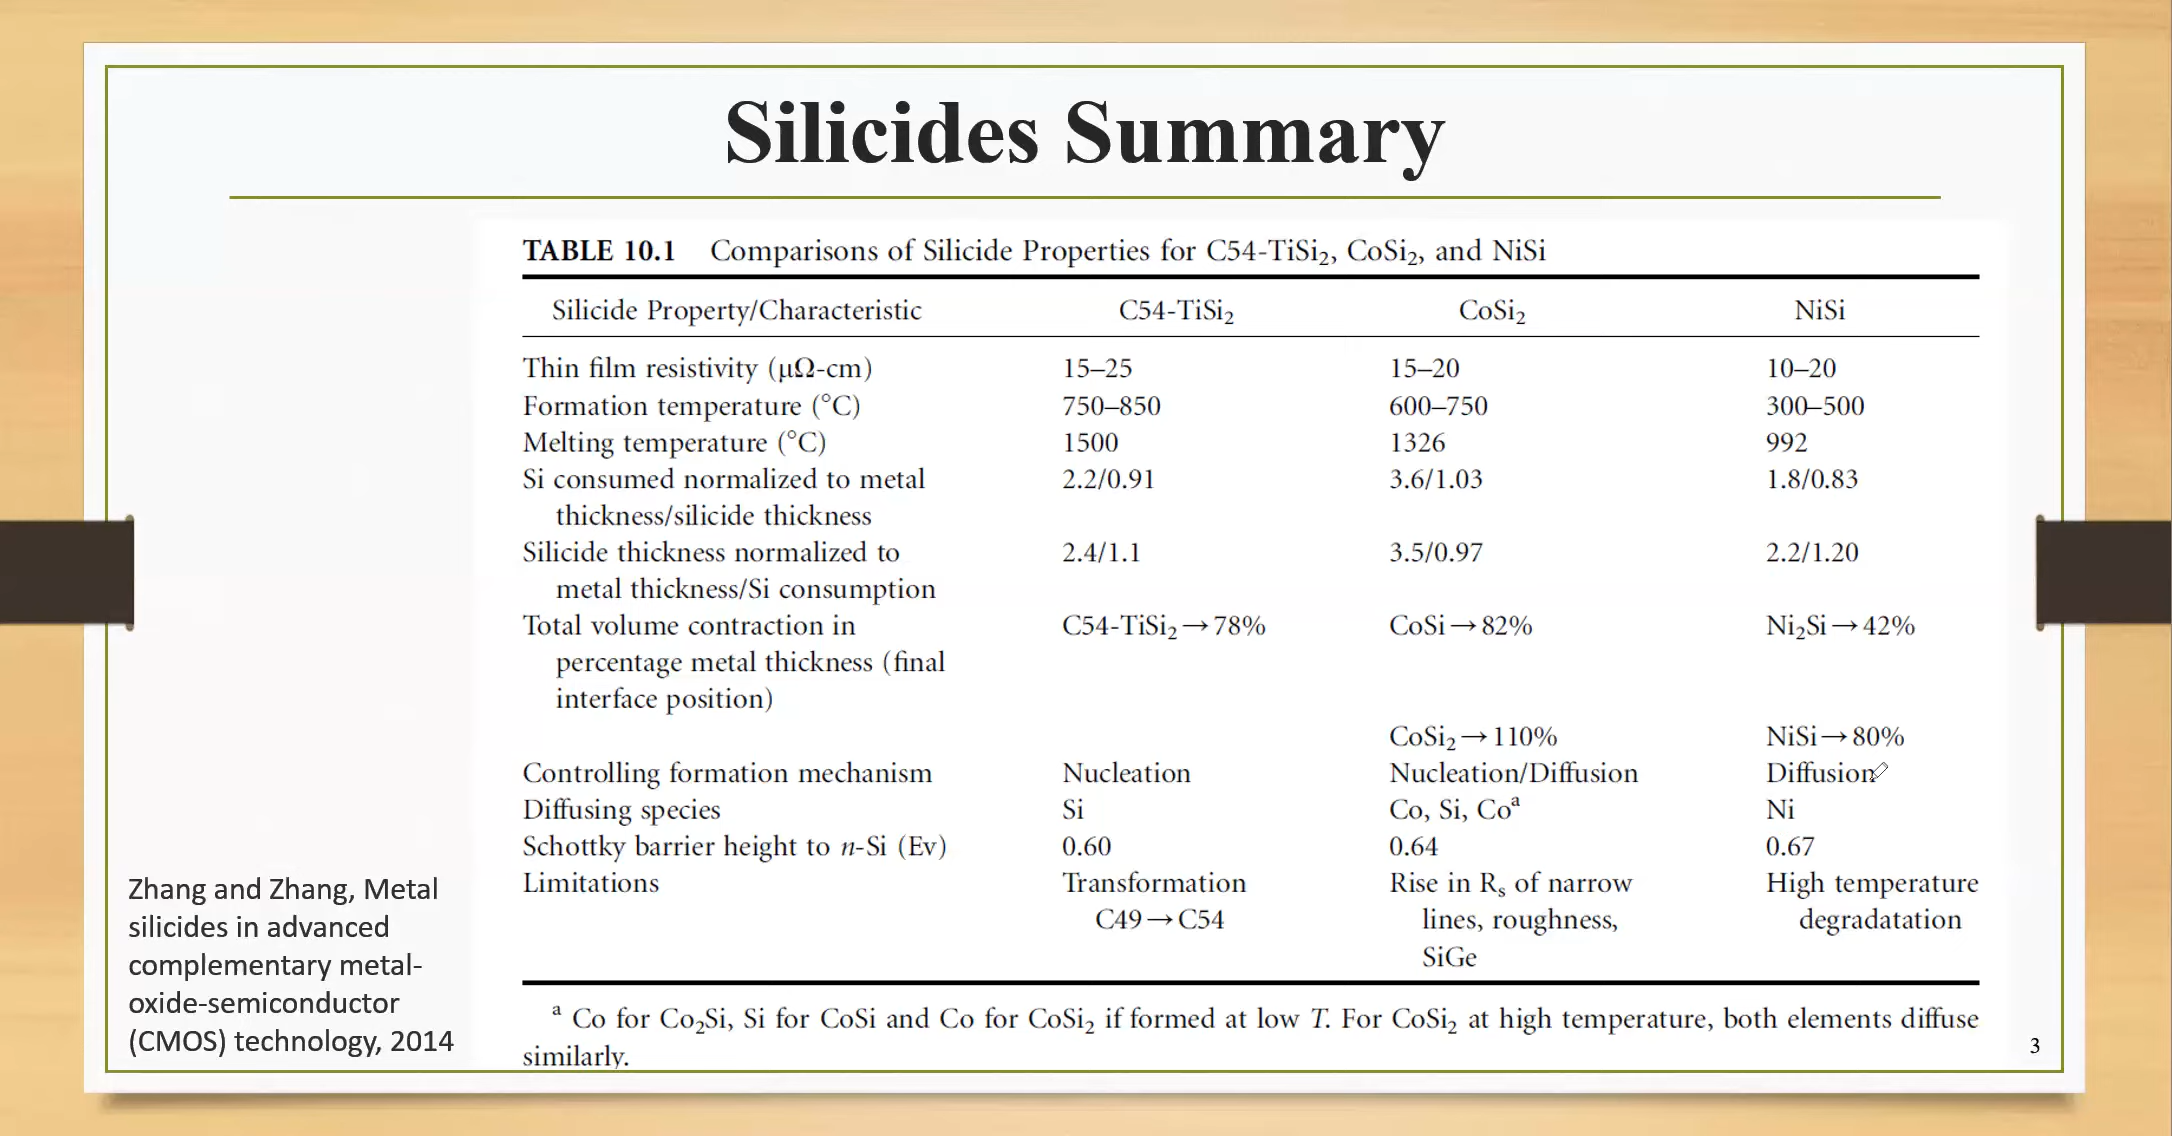 Silicides Summary
TABLE 10.1 Comparisons of Silicide Properties for C54-TiSi₂, CoSi₂, and NiSi
Silicide Property/Characteristic C54-TiSi₂ CoSi₂ NiSi
Thin film resistivity (μΩ-cm) 15–25 15–20 10–20
Formation temperature (°C) 750–850 600–750 300–500
Melting temperature (°C) 1500 1326 992
Si consumed normalized to metal 2.2/0.91 3.6/1.03 1.8/0.83
thickness/silicide thickness
Silicide thickness normalized to 2.4/1.1 3.5/0.97 2.2/1.20
metal thickness/Si consumption
Total volume contraction in C54-TiSi₂→78% CoSi→82% Ni₂Si→42%
percentage metal thickness (final
interface position)
CoSi₂→110% NiSi→80%
Controlling formation mechanism Nucleation Nucleation/Diffusion Diffusion
Diffusing species Si Co, Si, Coᵃ Ni
Schottky barrier height to n-Si (Ev) 0.60 0.64 0.67
Limitations Transformation Rise in Rₛ of narrow High temperature
C49→C54 lines, roughness, degradatation
SiGe
ᵃ Co for Co₂Si, Si for CoSi and Co for CoSi₂ if formed at low T. For CoSi₂ at high temperature, both elements diffuse
similarly.
Zhang and Zhang, Metal
silicides in advanced
complementary metal-
oxide-semiconductor
(CMOS) technology, 2014
3